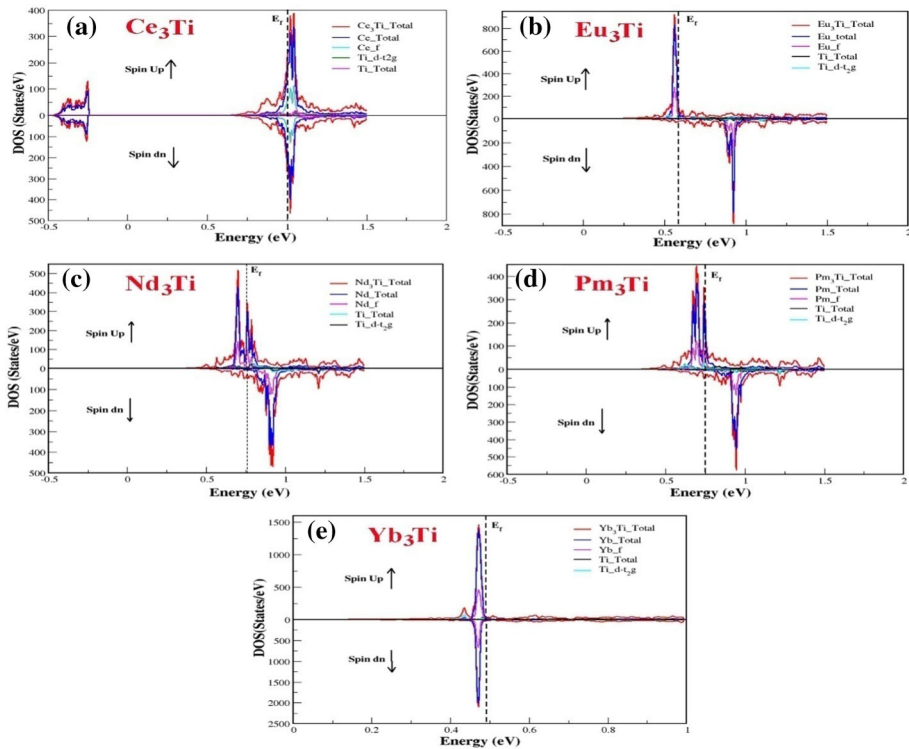 (a) Ce₃Ti
E_f
Ce₃Ti_Total
Ce_Total
Ce_f
Ti_d-t2g
Ti_Total
Spin Up
Spin dn
DOS (States/eV)
400
300
200
100
0
100
200
300
400
500
-0.5 0 0.5 1 1.5 2
Energy (eV)
(b) Eu₃Ti
E_f
Eu₃Ti_Total
Eu_total
Eu_f
Ti_Total
Ti_d-t₂g
Spin Up
Spin dn
DOS (States/eV)
800
600
400
200
0
200
400
600
800
-0.5 0 0.5 1 1.5 2
Energy (eV)
(c) Nd₃Ti
E_f
Nd₃Ti_Total
Nd_Total
Nd_f
Ti_Total
Ti_d-t₂g
Spin Up
Spin dn
DOS (States/eV)
500
400
300
200
100
0
100
200
300
400
500
-0.5 0 0.5 1 1.5 2
Energy (eV)
(d) Pm₃Ti
E_f
Pm₃Ti_Total
Pm_Total
Pm_f
Ti_Total
Ti_d-t₂g
Spin Up
Spin dn
DOS(States/eV)
400
300
200
100
0
100
200
300
400
500
600
-0.5 0 0.5 1 1.5 2
Energy (eV)
(e) Yb₃Ti
E_f
Yb₃Ti_Total
Yb_Total
Yb_f
Ti_Total
Ti_d-t₂g
Spin Up
Spin dn
DOS(States/eV)
1500
1000
500
0
500
1000
1500
2000
2500
0 0.2 0.4 0.6 0.8 1
Energy (eV)